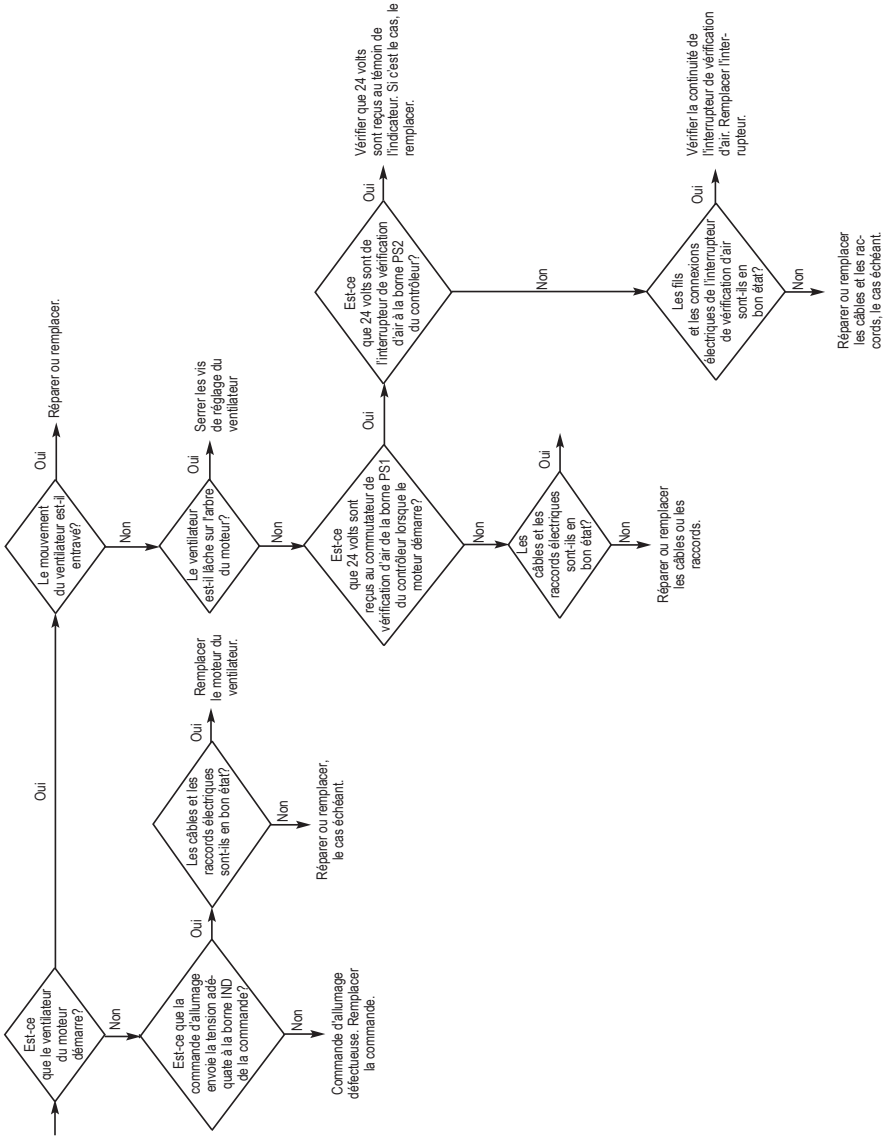 Est-ce
que le ventilateur
du moteur
démarre?
Oui
Non
Le mouvement
du ventilateur est-il
entravé?
Oui
Réparer ou remplacer.
Non
Est-ce que la
commande d'allumage
envoie la tension adé-
quate à la borne IND
de la commande?
Oui
Non
Commande d'allumage
défectueuse. Remplacer
la commande.
Les câbles et les
raccords électriques
sont-ils en bon état?
Oui
Remplacer
le moteur du
ventilateur.
Non
Réparer ou remplacer,
le cas échéant.
Le ventilateur
est-il lâche sur l'arbre
du moteur?
Oui
Serrer les vis
de réglage du
ventilateur
Non
Est-ce
que 24 volts sont
reçus au commutateur de
vérification d'air de la borne PS1
du contrôleur lorsque le
moteur démarre?
Oui
Non
Est-ce
que 24 volts sont de
l'interrupteur de vérification
d'air à la borne PS2
du contrôleur?
Oui
Vérifier que 24 volts
sont reçus au témoin de
l'indicateur. Si c'est le cas, le
remplacer.
Non
Les
câbles et les
raccords électriques
sont-ils en
bon état?
Oui
Non
Réparer ou remplacer
les câbles ou les
raccords.
Les fils
et les connexions
électriques de l'interrupteur
de vérification d'air
sont-ils en
bon état?
Oui
Vérifier la continuité de
l'interrupteur de vérification
d'air. Remplacer l'inter-
rupteur.
Non
Réparer ou remplacer
les câbles et les rac-
cords, le cas échéant.